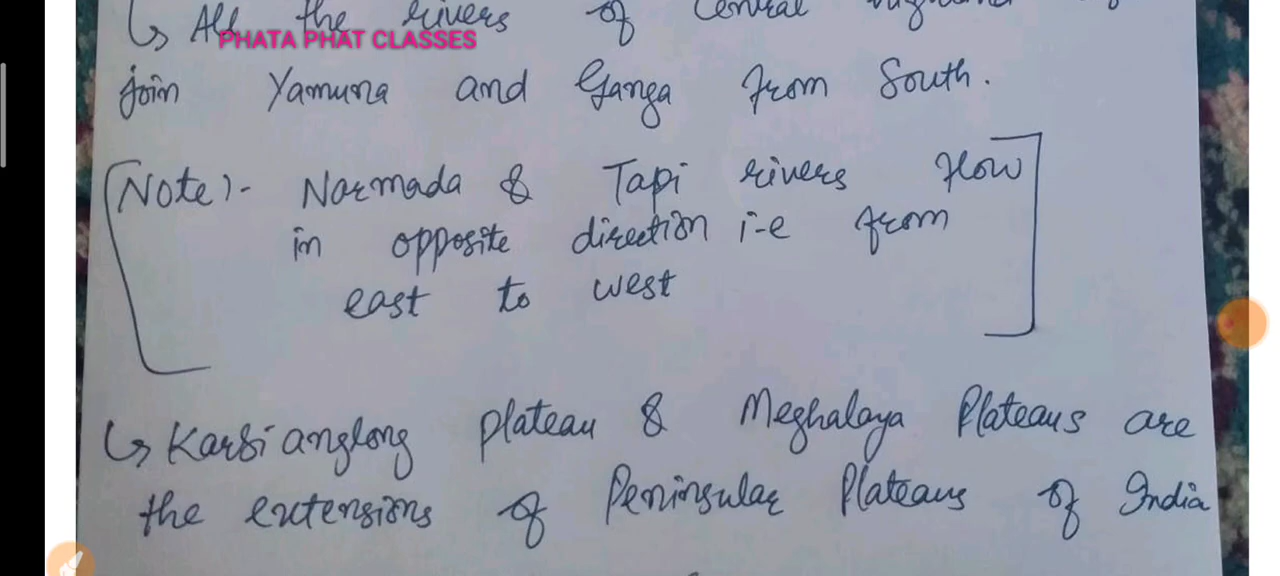 ↳ All the rivers of Central
PHATA PHAT CLASSES
join Yamuna and Ganga from South.
[Note:- Narmada & Tapi rivers flow
in opposite direction i-e from
east to west]
↳ Karbi anglong plateau & Meghalaya Plateaus are
the extensions of Peninsular Plateaus of India